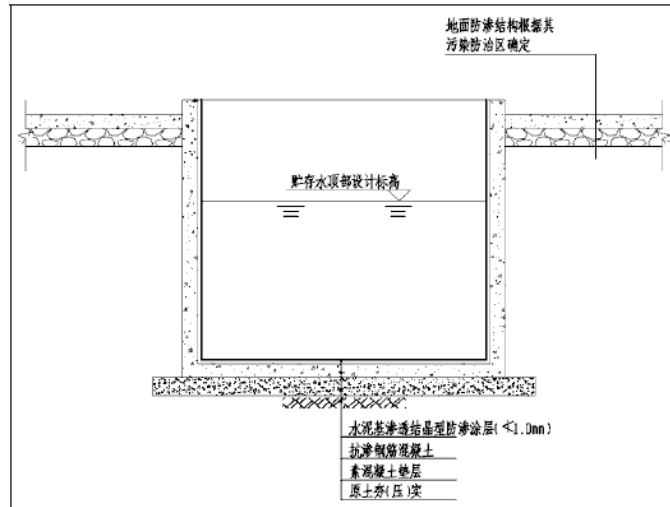 地面防渗结构根据其
污染防治区确定
贮存水顶部设计标高
水泥基渗透结晶型防渗涂层(≮1.0mm)
抗渗钢筋混凝土
素混凝土垫层
原土夯(压)实